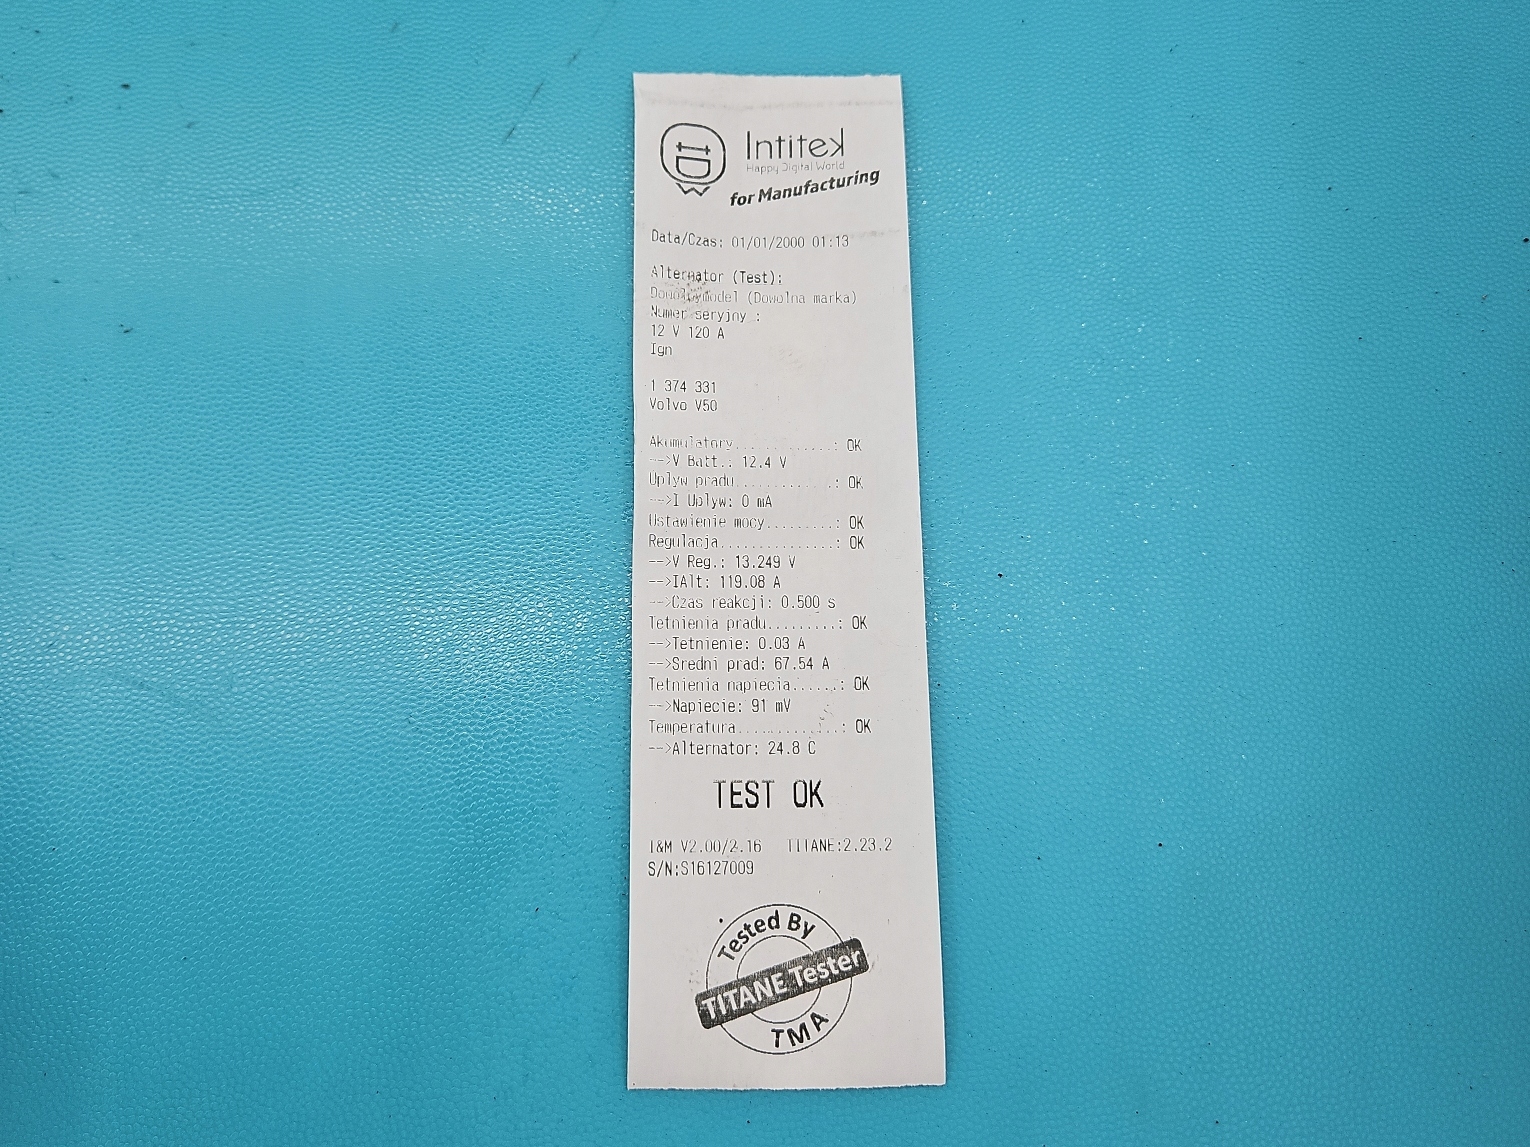 Intitek
Happy Digital World
for Manufacturing
Data/Czas: 01/01/2000 01:13
Alternator (Test):
Dowolnymodel (Dowolna marka)
Numer seryjny :
12 V 120 A
Ign
1 374 331
Volvo V50
Akumulatory.............: OK
-->V Batt.: 12.4 V
Uplyw pradu.............: OK
-->I Uplyw: 0 mA
Ustawienie mocy.........: OK
Regulacja...............: OK
-->V Reg.: 13.249 V
-->IAlt: 119.08 A
-->Czas reakcji: 0.500 s
Tetnienia pradu.........: OK
-->Tetnienie: 0.03 A
-->Sredni prad: 67.54 A
Tetnienia napiecia......: OK
-->Napiecie: 91 mV
Temperatura.............: OK
-->Alternator: 24.8 C
TEST OK
I&M V2.00/2.16 TITANE:2.23.2
S/N:S16127009
Tested By
TITANE Tester
TMA